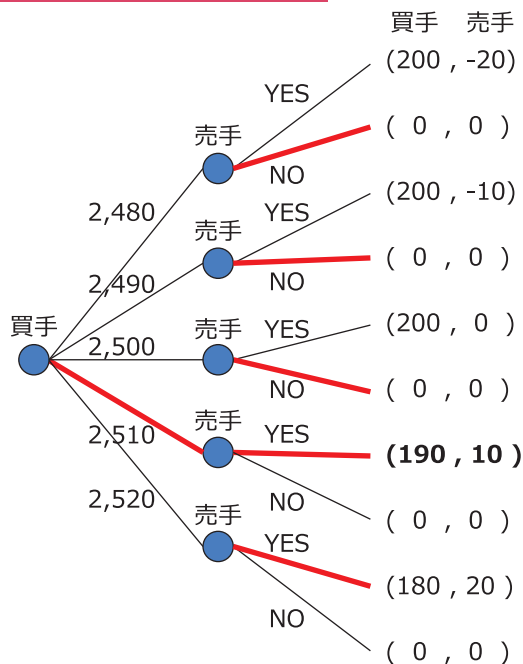 買手 売手
(200 , -20)
YES
売手
( 0 , 0 )
NO
2,480
YES
(200 , -10)
売手
2,490
( 0 , 0 )
NO
買手
2,500
売手
YES
(200 , 0 )
NO
( 0 , 0 )
2,510
売手
YES
(190 , 10 )
2,520
NO
( 0 , 0 )
売手
YES
(180 , 20 )
NO
( 0 , 0 )